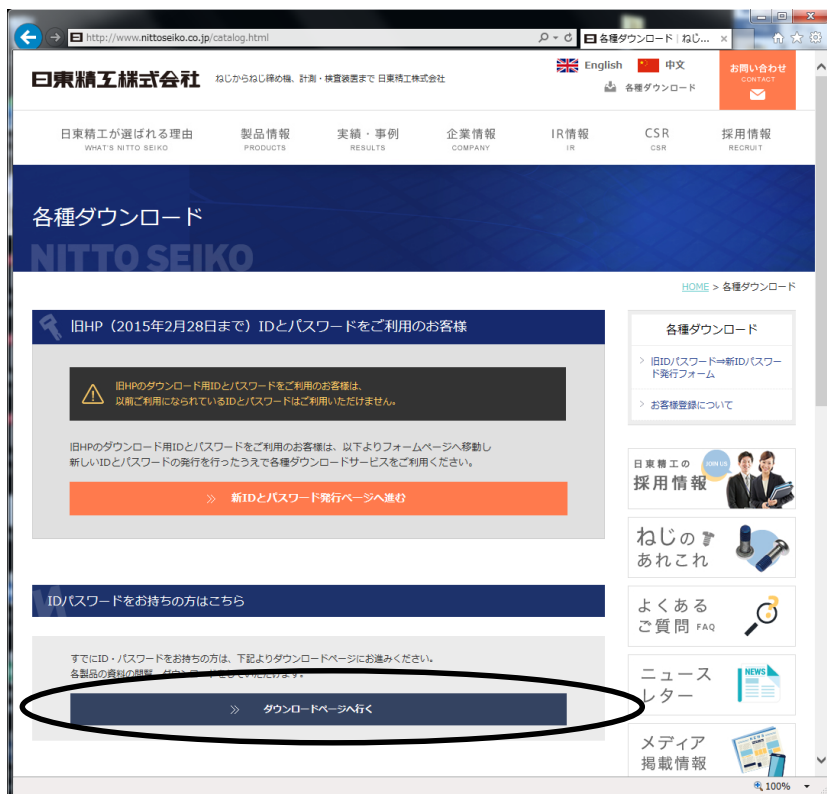 http://www.nittoseiko.co.jp/catalog.html
各種ダウンロード | ねじ(...
日東精工株式会社
ねじからねじ締め機、計測・検査装置まで 日東精工株式会社
English
中文
各種ダウンロード
お問い合わせ
CONTACT
日東精工が選ばれる理由
WHAT'S NITTO SEIKO
製品情報
PRODUCTS
実績・事例
RESULTS
企業情報
COMPANY
IR情報
IR
CSR
CSR
採用情報
RECRUIT
各種ダウンロード
NITTO SEIKO
HOME > 各種ダウンロード
旧HP（2015年2月28日まで）IDとパスワードをご利用のお客様
旧HPのダウンロード用IDとパスワードをご利用のお客様は、
以前ご利用になられているIDとパスワードはご利用いただけません。
旧HPのダウンロード用IDとパスワードをご利用のお客様は、以下よりフォームページへ移動し
新しいIDとパスワードの発行を行ったうえで各種ダウンロードサービスをご利用ください。
新IDとパスワード発行ページへ進む
IDパスワードをお持ちの方はこちら
すでにID・パスワードをお持ちの方は、下記よりダウンロードページにお進みください。
各製品の資料の閲覧、ダウンロードをしていただけます。
ダウンロードページへ行く
各種ダウンロード
旧IDパスワード⇒新IDパスワー
ド発行フォーム
お客様登録について
日東精工の
採用情報
JOIN US
ねじの
あれこれ
よくある
ご質問 FAQ
ニュース
レター
NEWS
メディア
掲載情報
100%